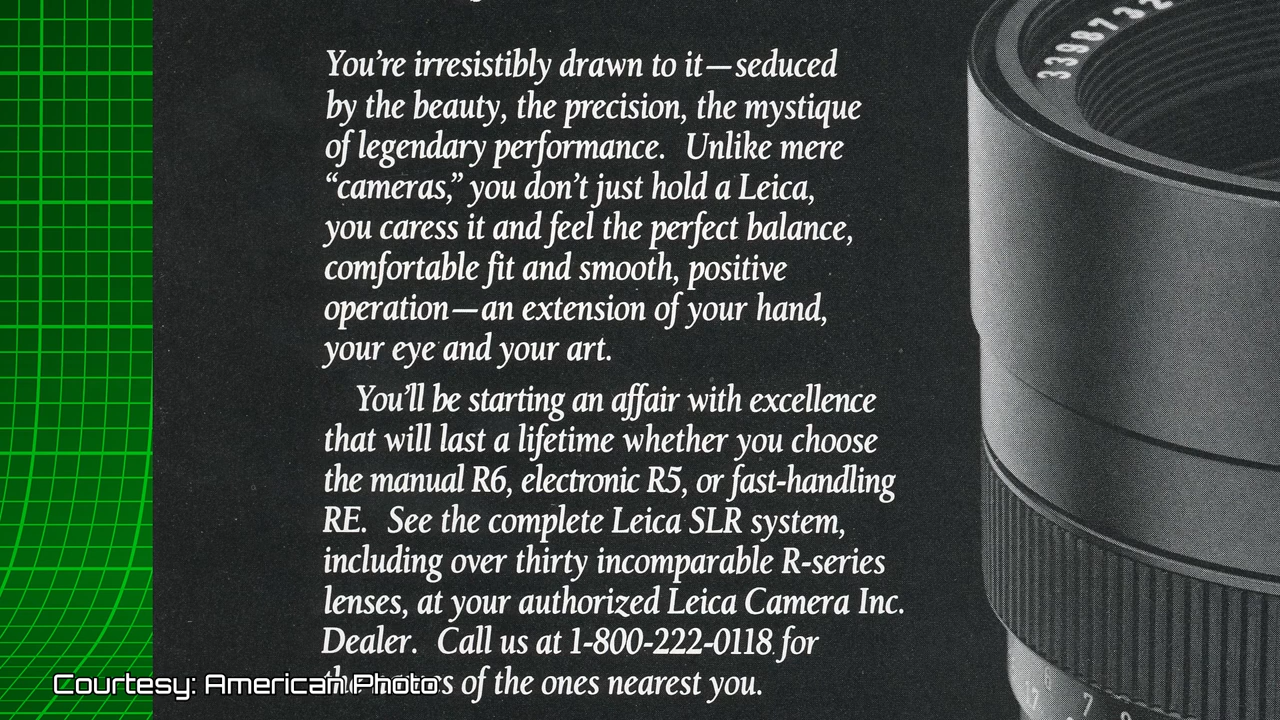 You're irresistibly drawn to it—seduced
by the beauty, the precision, the mystique
of legendary performance. Unlike mere
“cameras,” you don't just hold a Leica,
you caress it and feel the perfect balance,
comfortable fit and smooth, positive
operation—an extension of your hand,
your eye and your art.
You'll be starting an affair with excellence
that will last a lifetime whether you choose
the manual R6, electronic R5, or fast-handling
RE. See the complete Leica SLR system,
including over thirty incomparable R-series
lenses, at your authorized Leica Camera Inc.
Dealer. Call us at 1-800-222-0118 for
of the ones nearest you.
Courtesy: American Photo
3398732